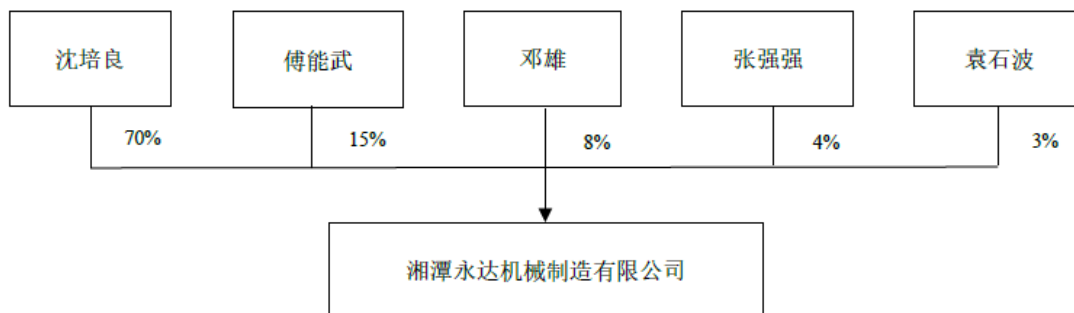 沈培良
傅能武
邓雄
张强强
袁石波
70%
15%
8%
4%
3%
湘潭永达机械制造有限公司